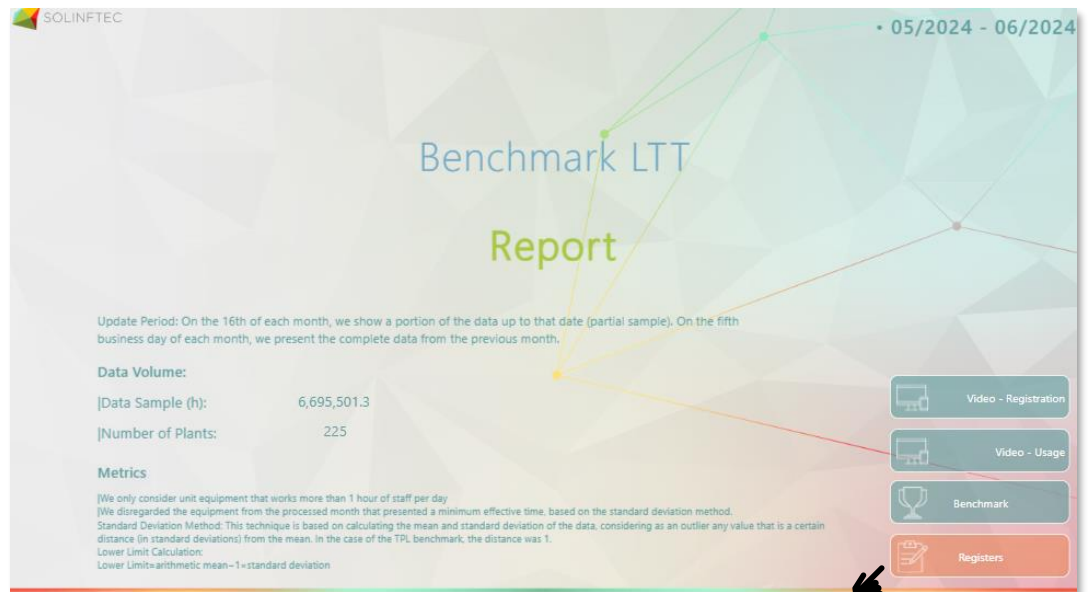 SOLINFTEC
• 05/2024 - 06/2024
Benchmark LTT
Report
Update Period: On the 16th of each month, we show a portion of the data up to that date (partial sample). On the fifth
business day of each month, we present the complete data from the previous month.
Data Volume:
|Data Sample (h): 6,695,501.3
|Number of Plants: 225
Metrics
|We only consider unit equipment that works more than 1 hour of staff per day
|We disregarded the equipment from the processed month that presented a minimum effective time, based on the standard deviation method.
Standard Deviation Method: This technique is based on calculating the mean and standard deviation of the data, considering as an outlier any value that is a certain
distance (in standard deviations) from the mean. In the case of the TPL benchmark, the distance was 1.
Lower Limit Calculation:
Lower Limit=arithmetic mean−1×standard deviation
Video - Registration
Video - Usage
Benchmark
Registers